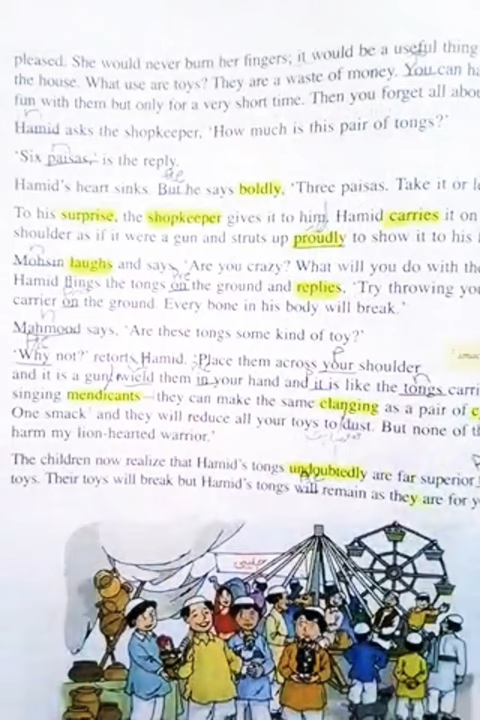 pleased. She would never burn her fingers; it would be a useful thing
the house. What use are toys? They are a waste of money. You can ha
fun with them but only for a very short time. Then you forget all abou
Hamid asks the shopkeeper, 'How much is this pair of tongs?'
'Six paisas,' is the reply.
Hamid's heart sinks. But he says boldly, 'Three paisas. Take it or le
To his surprise, the shopkeeper gives it to him. Hamid carries it on
shoulder as if it were a gun and struts up proudly to show it to his
Mohsin laughs and says, 'Are you crazy? What will you do with the
Hamid flings the tongs on the ground and replies, 'Try throwing you
carrier on the ground. Every bone in his body will break.'
Mahmood says, 'Are these tongs some kind of toy?'
'Why not?' retorts Hamid. 'Place them across your shoulder
and it is a gun; wield them in your hand and it is like the tongs carri
singing mendicants—they can make the same clanging as a pair of c
One smack and they will reduce all your toys to dust. But none of th
harm my lion-hearted warrior.'
The children now realize that Hamid's tongs undoubtedly are far superior
toys. Their toys will break but Hamid's tongs will remain as they are for y
جلیبی